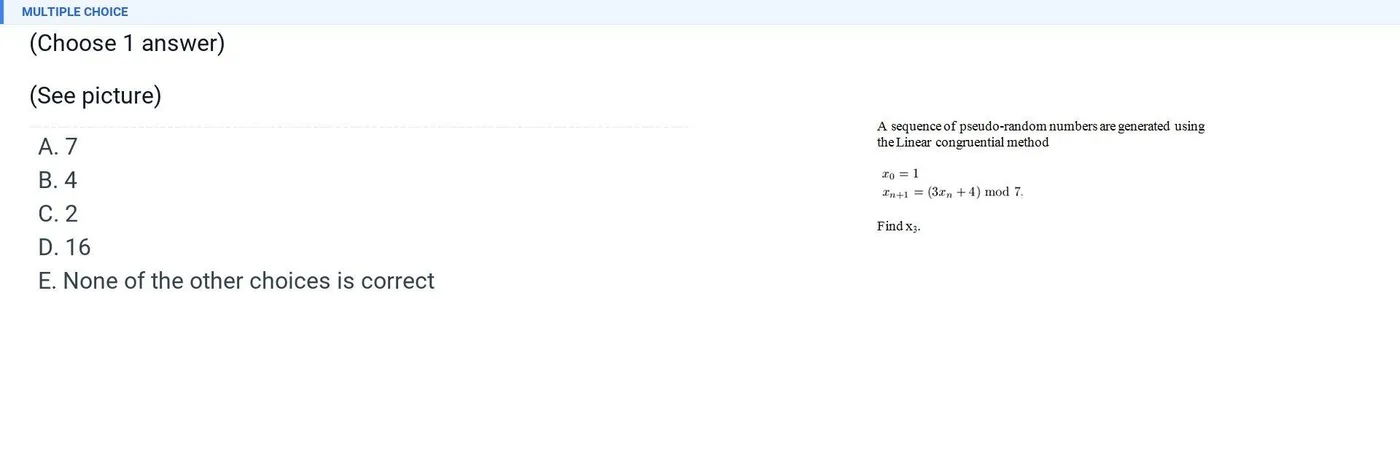 MULTIPLE CHOICE
(Choose 1 answer)
(See picture)
A. 7
B. 4
C. 2
D. 16
E. None of the other choices is correct
A sequence of pseudo-random numbers are generated using
the Linear congruential method
x₀ = 1
xₙ₊₁ = (3xₙ + 4) mod 7.
Find x₃.